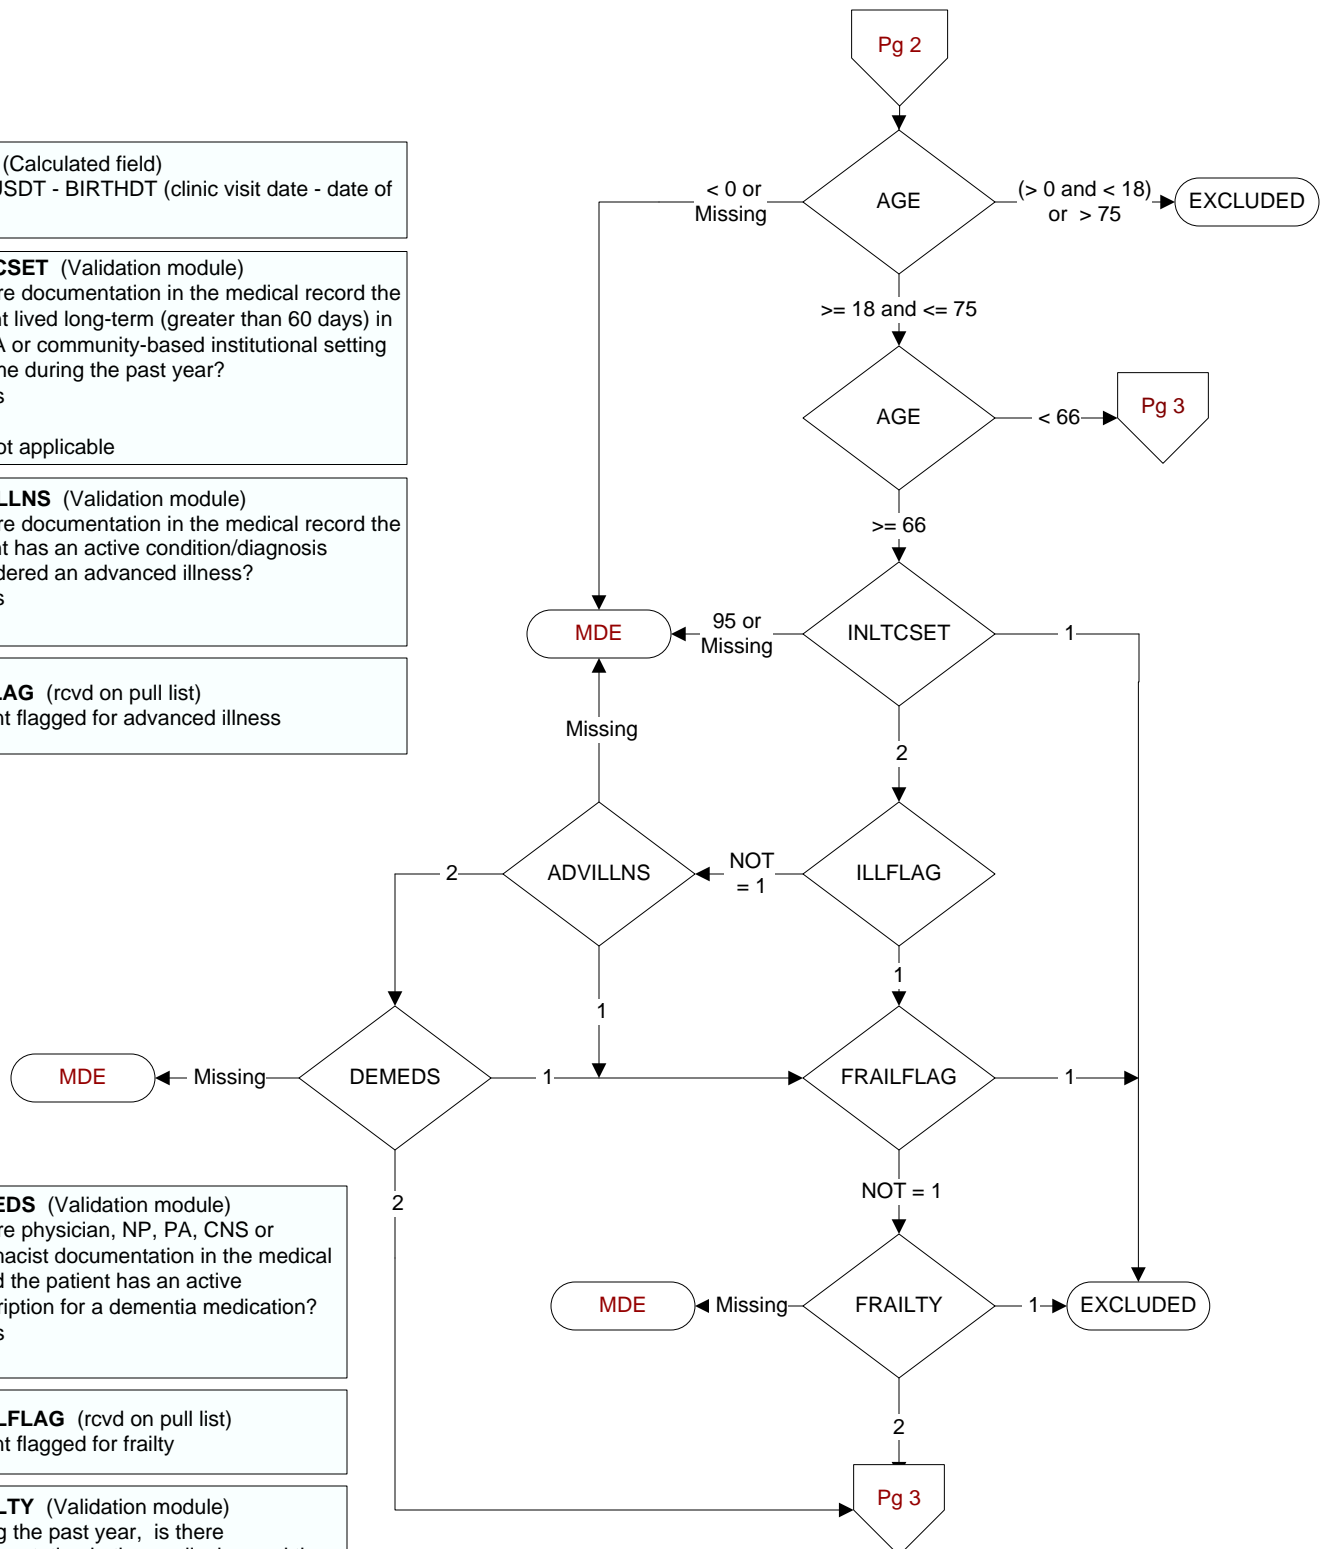 Pg 2
(Calculated field)
SDT - BIRTHDT (clinic visit date - date of
CSET (Validation module)
re documentation in the medical record the
nt lived long-term (greater than 60 days) in
A or community-based institutional setting
me during the past year?
s
ot applicable
LLNS (Validation module)
re documentation in the medical record the
nt has an active condition/diagnosis
dered an advanced illness?
s
LAG (rcvd on pull list)
nt flagged for advanced illness
AGE
< 0 or
Missing
(> 0 and < 18)
or > 75
EXCLUDED
>= 18 and <= 75
AGE
< 66
Pg 3
>= 66
MDE
95 or
Missing
INLTCSET
1
Missing
2
2
ADVILLNS
NOT
= 1
ILLFLAG
1
1
MDE
Missing
DEMEDS
1
FRAILFLAG
1
2
NOT = 1
MDE
Missing
FRAILTY
1
EXCLUDED
2
Pg 3
EDS (Validation module)
re physician, NP, PA, CNS or
nacist documentation in the medical
d the patient has an active
ription for a dementia medication?
s
LFLAG (rcvd on pull list)
nt flagged for frailty
LTY (Validation module)
g the past year, is there